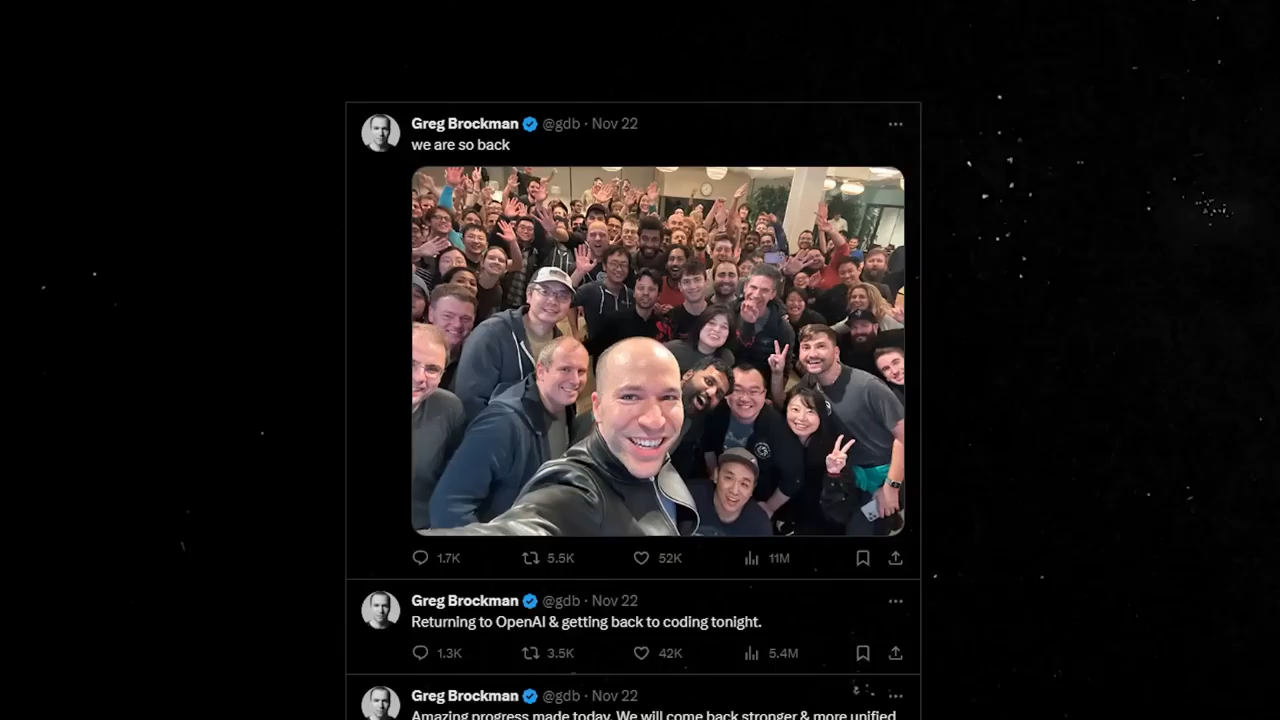 Greg Brockman @gdb · Nov 22
we are so back
1.7K 5.5K 52K 11M
Greg Brockman @gdb · Nov 22
Returning to OpenAI & getting back to coding tonight.
1.3K 3.5K 42K 5.4M
Greg Brockman @gdb · Nov 22
Amazing progress made today. We will come back stronger & more unified